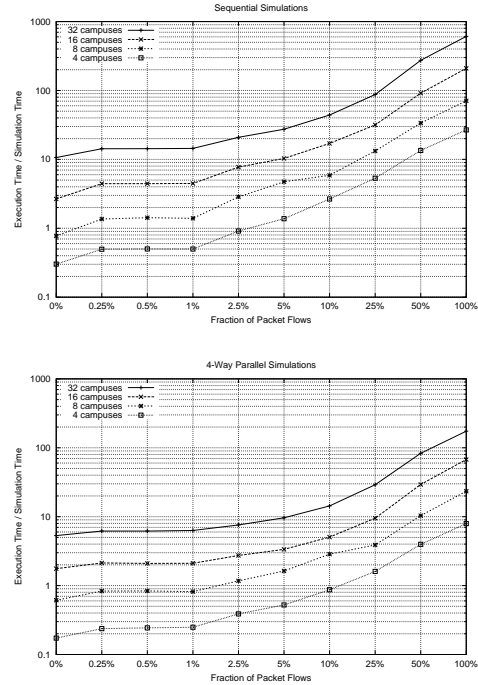 Sequential Simulations
1000
100
10
1
0.1
Execution Time / Simulation Time
32 campuses
16 campuses
8 campuses
4 campuses
0% 0.25% 0.5% 1% 2.5% 5% 10% 25% 50% 100%
Fraction of Packet Flows
4-Way Parallel Simulations
1000
100
10
1
0.1
Execution Time / Simulation Time
32 campuses
16 campuses
8 campuses
4 campuses
0% 0.25% 0.5% 1% 2.5% 5% 10% 25% 50% 100%
Fraction of Packet Flows